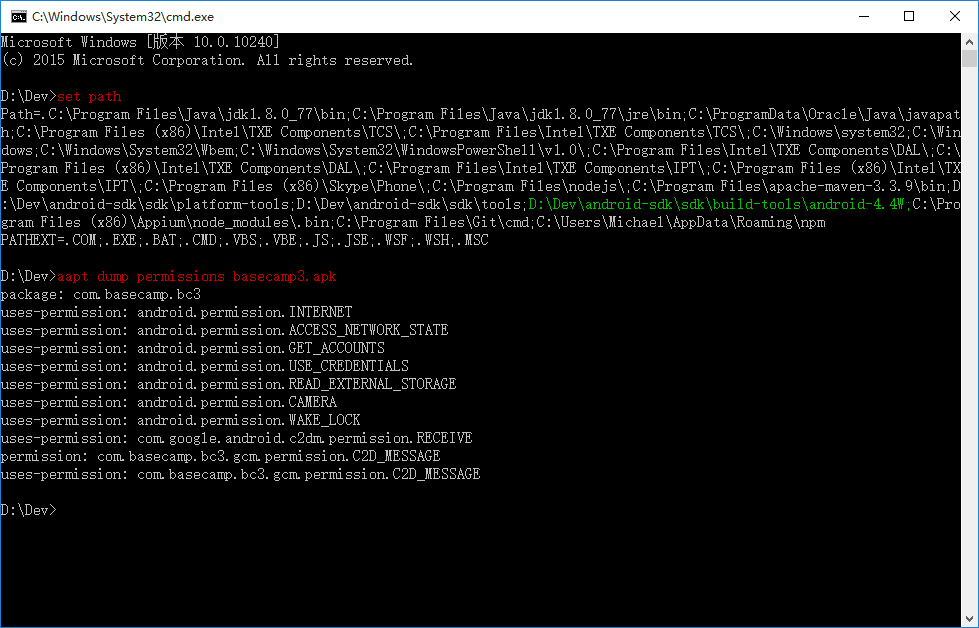 C:\Windows\System32\cmd.exe
Microsoft Windows [版本 10.0.10240]
(c) 2015 Microsoft Corporation. All rights reserved.
D:\Dev>set path
Path=.C:\Program Files\Java\jdk1.8.0_77\bin;C:\Program Files\Java\jdk1.8.0_77\jre\bin;C:\ProgramData\Oracle\Java\javapat
h;C:\Program Files (x86)\Intel\TXE Components\TCS\;C:\Program Files\Intel\TXE Components\TCS\;C:\Windows\system32;C:\Win
dows;C:\Windows\System32\Wbem;C:\Windows\System32\WindowsPowerShell\v1.0\;C:\Program Files\Intel\TXE Components\DAL\;C:\
Program Files (x86)\Intel\TXE Components\DAL\;C:\Program Files\Intel\TXE Components\IPT\;C:\Program Files (x86)\Intel\TX
E Components\IPT\;C:\Program Files (x86)\Skype\Phone\;C:\Program Files\nodejs\;C:\Program Files\apache-maven-3.3.9\bin;D
:\Dev\android-sdk\sdk\platform-tools;D:\Dev\android-sdk\sdk\tools;D:\Dev\android-sdk\sdk\build-tools\android-4.4W;C:\Pro
gram Files (x86)\Appium\node_modules\.bin;C:\Program Files\Git\cmd;C:\Users\Michael\AppData\Roaming\npm
PATHEXT=.COM;.EXE;.BAT;.CMD;.VBS;.VBE;.JS;.JSE;.WSF;.WSH;.MSC
D:\Dev>aapt dump permissions basecamp3.apk
package: com.basecamp.bc3
uses-permission: android.permission.INTERNET
uses-permission: android.permission.ACCESS_NETWORK_STATE
uses-permission: android.permission.GET_ACCOUNTS
uses-permission: android.permission.USE_CREDENTIALS
uses-permission: android.permission.READ_EXTERNAL_STORAGE
uses-permission: android.permission.CAMERA
uses-permission: android.permission.WAKE_LOCK
uses-permission: com.google.android.c2dm.permission.RECEIVE
permission: com.basecamp.bc3.gcm.permission.C2D_MESSAGE
uses-permission: com.basecamp.bc3.gcm.permission.C2D_MESSAGE
D:\Dev>